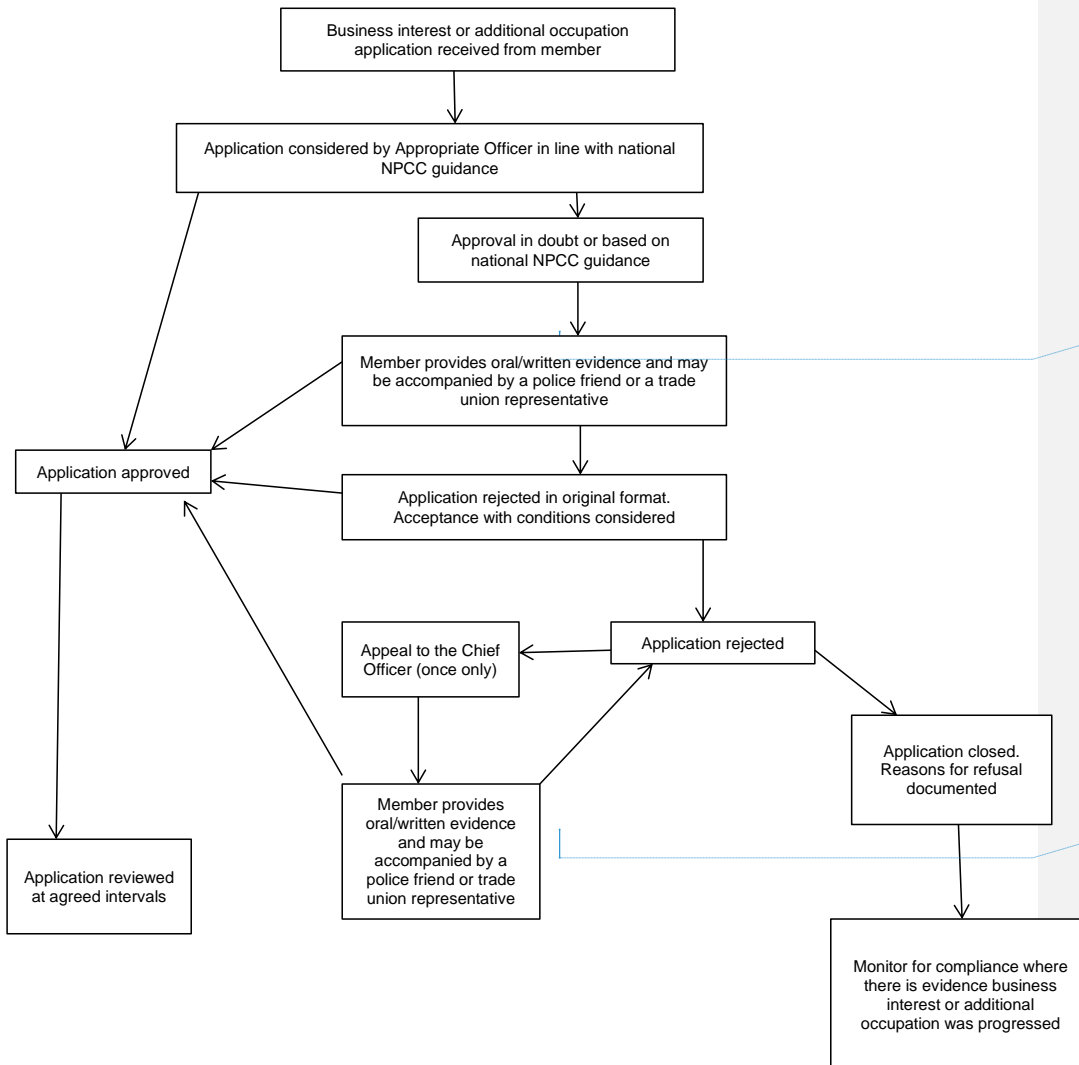 Business interest or additional occupation
application received from member
Application considered by Appropriate Officer in line with national
NPCC guidance
Approval in doubt or based on
national NPCC guidance
Member provides oral/written evidence and may
be accompanied by a police friend or a trade
union representative
Application approved
Application rejected in original format.
Acceptance with conditions considered
Appeal to the Chief
Officer (once only)
Application rejected
Application closed.
Reasons for refusal
documented
Member provides
oral/written evidence
and may be
accompanied by a
police friend or trade
union representative
Application reviewed
at agreed intervals
Monitor for compliance where
there is evidence business
interest or additional
occupation was progressed